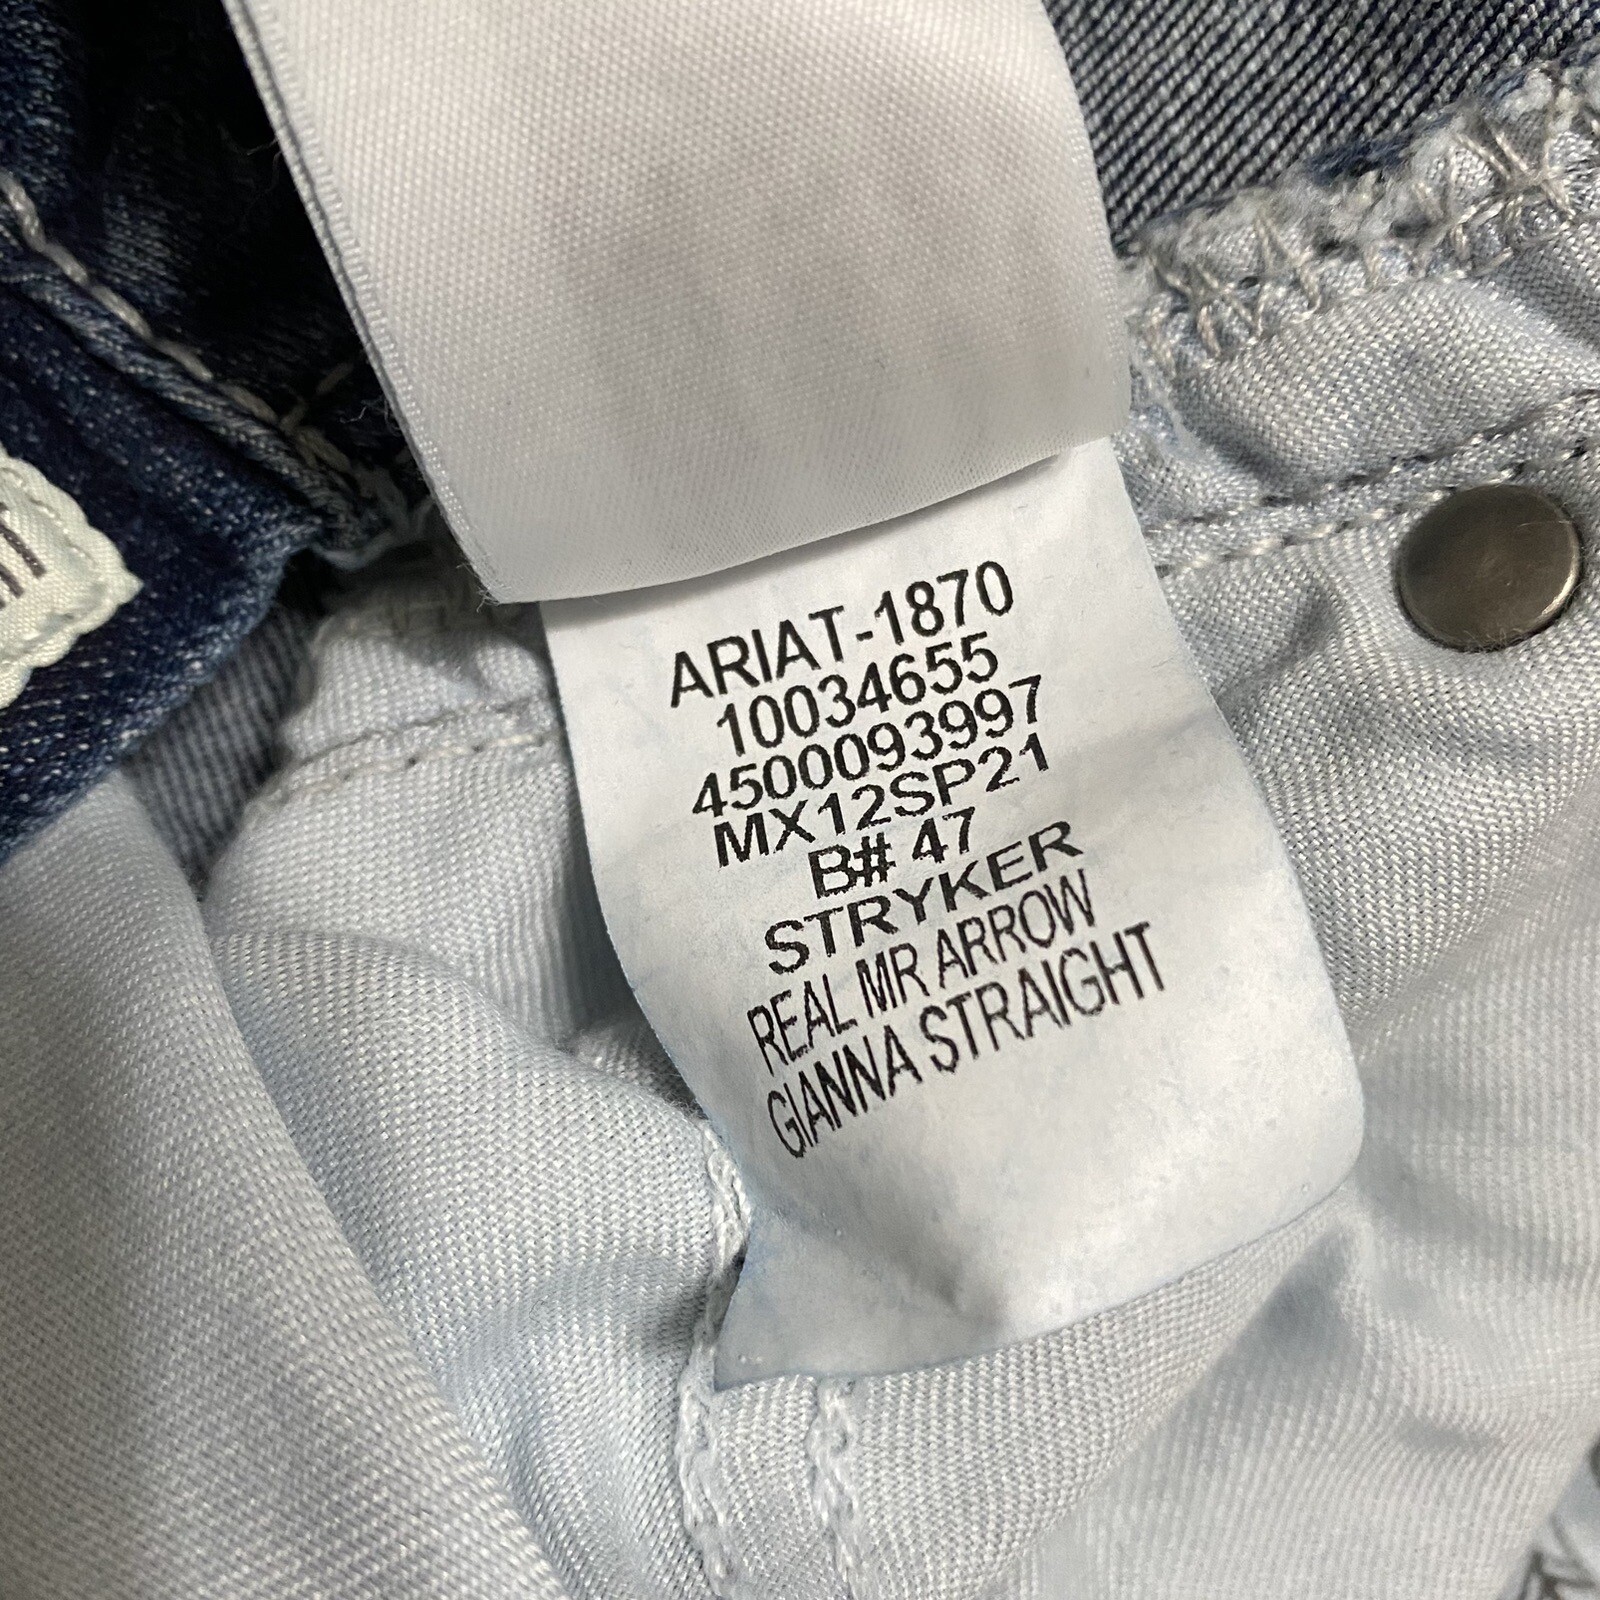 ARIAT-1870
10034655
4500093997
MX12SP21
B# 47
STRYKER
REAL MR ARROW
GIANNA STRAIGHT